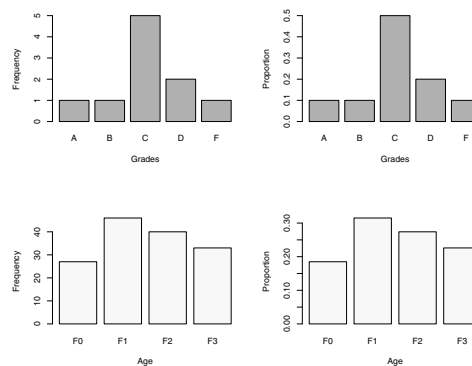 Frequency
0 1 2 3 4 5
A B C D F
Grades
Proportion
0.0 0.1 0.2 0.3 0.4 0.5
A B C D F
Grades
Frequency
0 10 20 30 40
F0 F1 F2 F3
Age
Proportion
0.00 0.10 0.20 0.30
F0 F1 F2 F3
Age